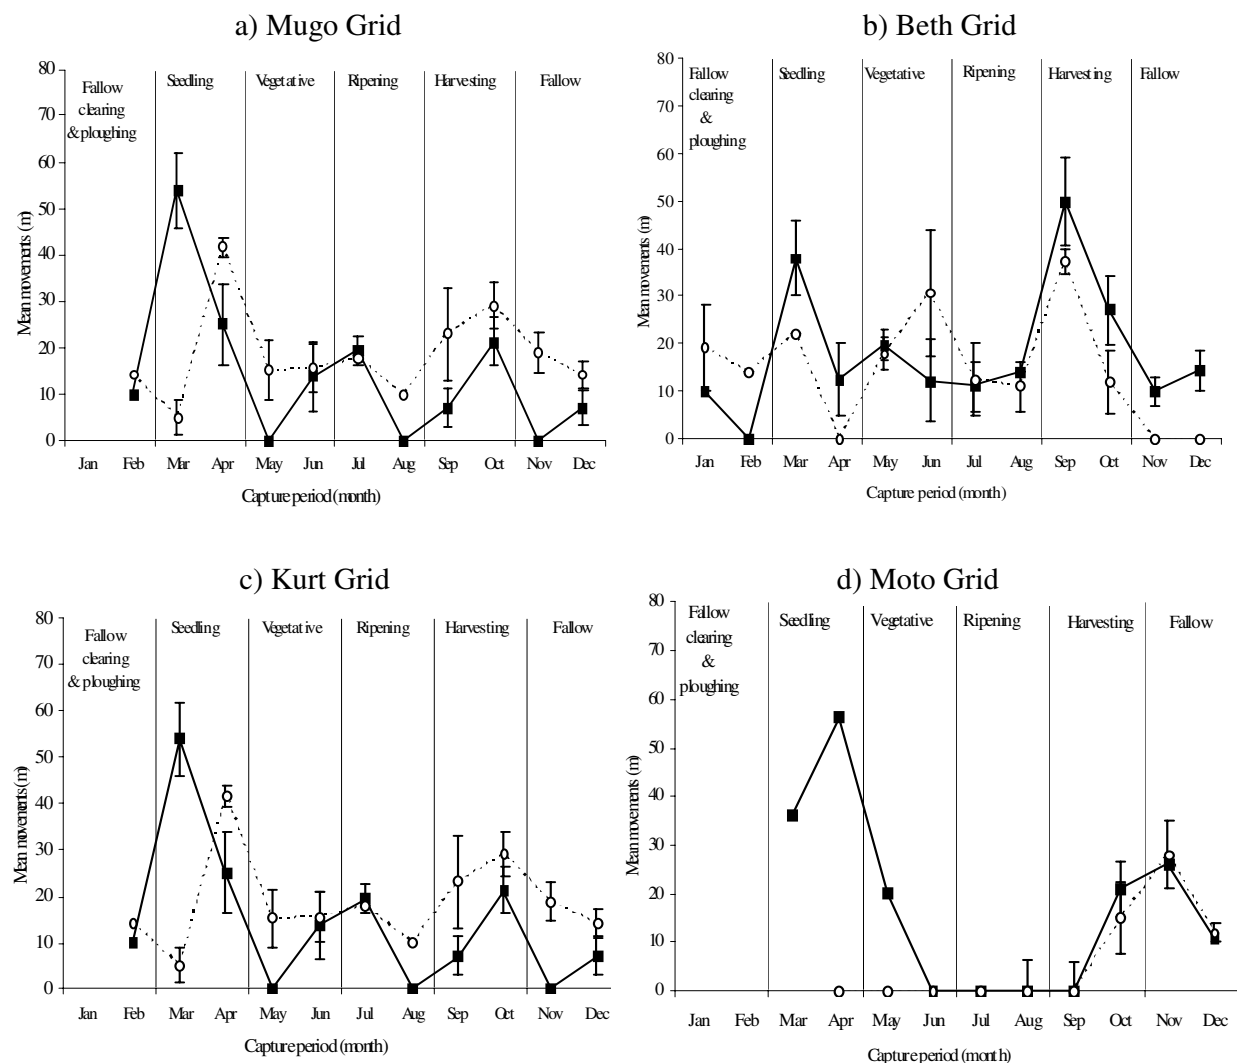 a) Mugo Grid
80
70
60
50
40
30
20
10
0
Mean movements (m)
Fallow
clearing
& ploughing
Seedling
Vegetative
Ripening
Harvesting
Fallow
Jan Feb Mar Apr May Jun Jul Aug Sep Oct Nov Dec
Capture period (month)
b) Beth Grid
80
70
60
50
40
30
20
10
0
Mean movements (m)
Fallow
clearing
&
ploughing
Seedling
Vegetative
Ripening
Harvesting
Fallow
Jan Feb Mar Apr May Jun Jul Aug Sep Oct Nov Dec
Capture period (month)
c) Kurt Grid
80
70
60
50
40
30
20
10
0
Mean movements (m)
Fallow
clearing
& ploughing
Seedling
Vegetative
Ripening
Harvesting
Fallow
Jan Feb Mar Apr May Jun Jul Aug Sep Oct Nov Dec
Capture period (month)
d) Moto Grid
80
70
60
50
40
30
20
10
0
Mean movements (m)
Fallow
clearing
&
ploughing
Seedling
Vegetative
Ripening
Harvesting
Fallow
Jan Feb Mar Apr May Jun Jul Aug Sep Oct Nov Dec
Capture period (month)